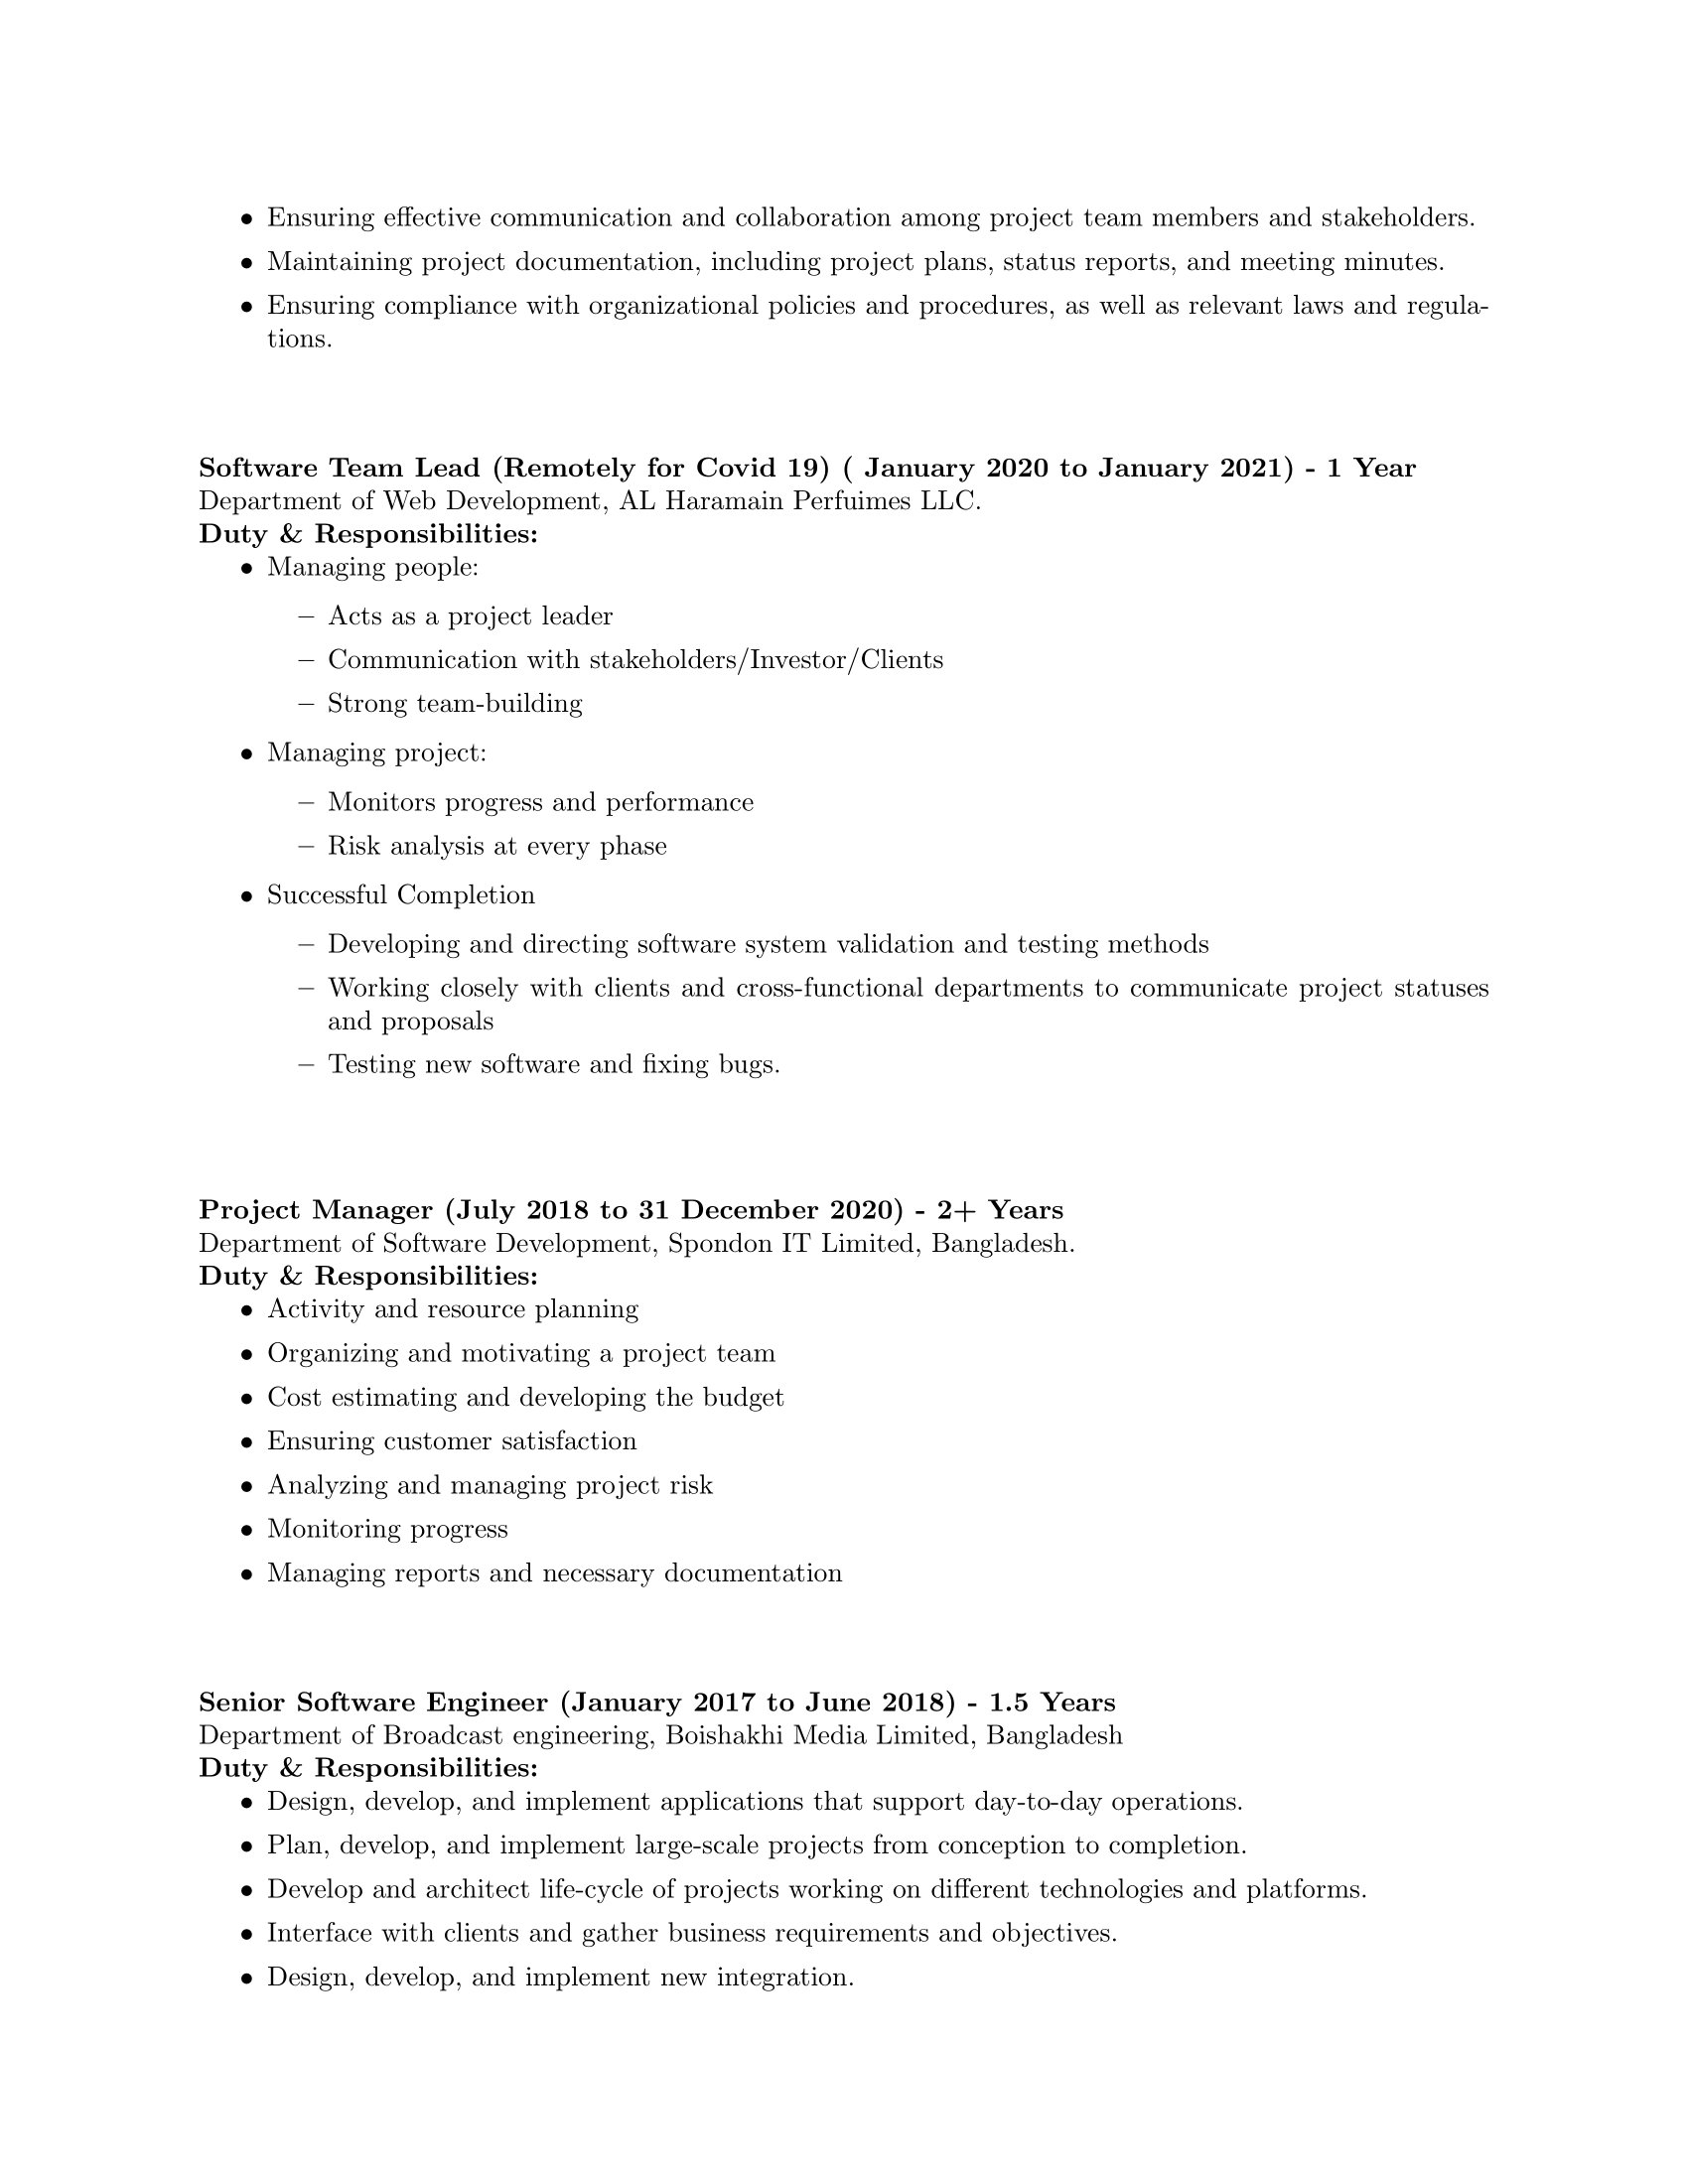 • Ensuring effective communication and collaboration among project team members and stakeholders.
• Maintaining project documentation, including project plans, status reports, and meeting minutes.
• Ensuring compliance with organizational policies and procedures, as well as relevant laws and regula-
tions.
Software Team Lead (Remotely for Covid 19) ( January 2020 to January 2021) - 1 Year
Department of Web Development, AL Haramain Perfuimes LLC.
Duty & Responsibilities:
• Managing people:
– Acts as a project leader
– Communication with stakeholders/Investor/Clients
– Strong team-building
• Managing project:
– Monitors progress and performance
– Risk analysis at every phase
• Successful Completion
– Developing and directing software system validation and testing methods
– Working closely with clients and cross-functional departments to communicate project statuses
and proposals
– Testing new software and fixing bugs.
Project Manager (July 2018 to 31 December 2020) - 2+ Years
Department of Software Development, Spondon IT Limited, Bangladesh.
Duty & Responsibilities:
• Activity and resource planning
• Organizing and motivating a project team
• Cost estimating and developing the budget
• Ensuring customer satisfaction
• Analyzing and managing project risk
• Monitoring progress
• Managing reports and necessary documentation
Senior Software Engineer (January 2017 to June 2018) - 1.5 Years
Department of Broadcast engineering, Boishakhi Media Limited, Bangladesh
Duty & Responsibilities:
• Design, develop, and implement applications that support day-to-day operations.
• Plan, develop, and implement large-scale projects from conception to completion.
• Develop and architect life-cycle of projects working on different technologies and platforms.
• Interface with clients and gather business requirements and objectives.
• Design, develop, and implement new integration.